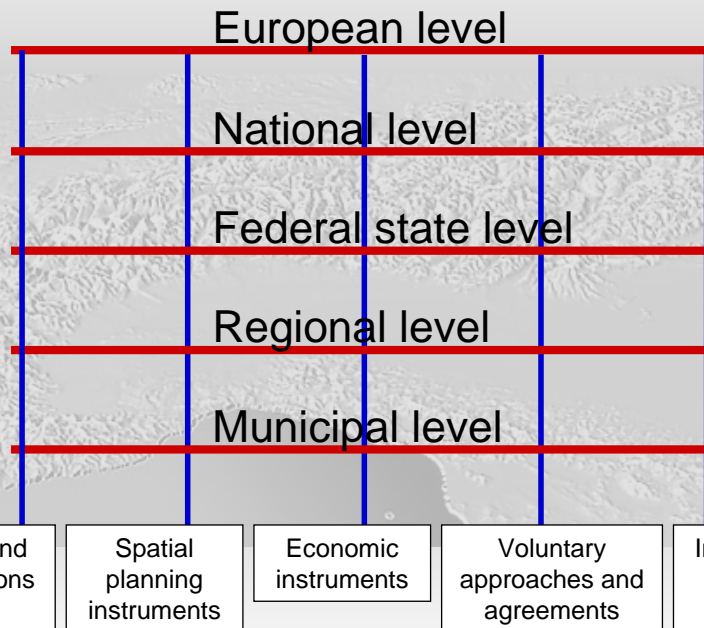 European level
National level
Federal state level
Regional level
Municipal level
Spatial
planning
instruments
Economic
instruments
Voluntary
approaches and
agreements